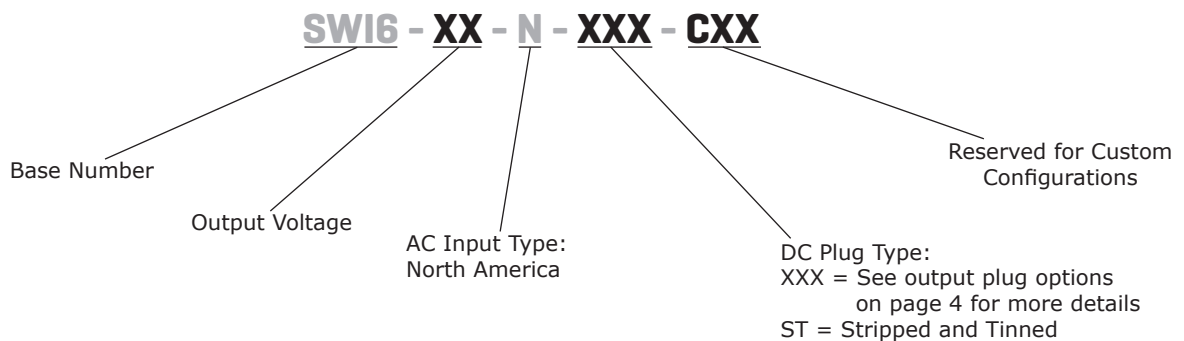 SWI6 - XX - N - XXX - CXX
Base Number
Output Voltage
AC Input Type:
North America
DC Plug Type:
XXX = See output plug options
on page 4 for more details
ST = Stripped and Tinned
Reserved for Custom
Configurations